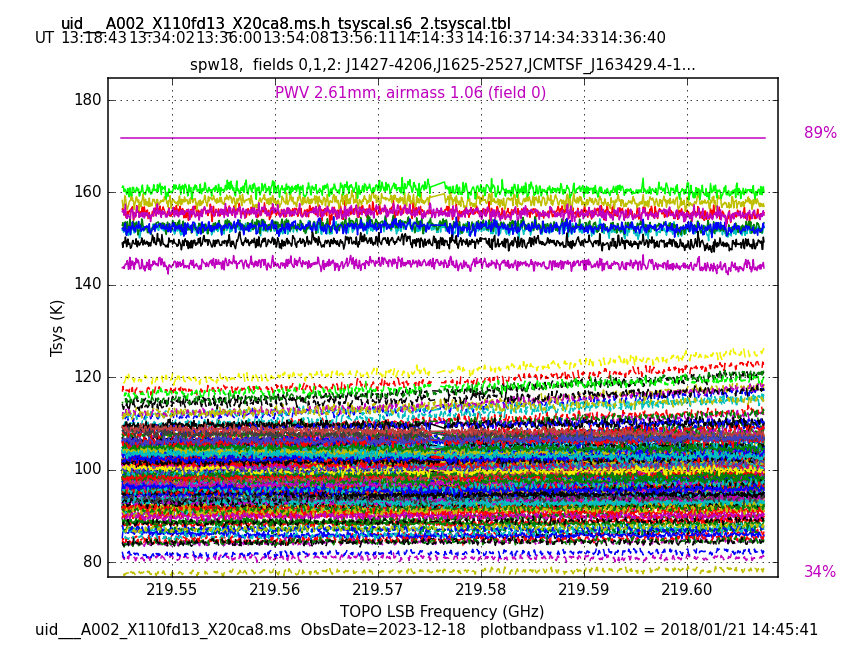 uid___A002_X110fd13_X20ca8.ms.h_tsyscal.s6_2.tsyscal.tbl
UT 13:18:43 13:34:02 13:36:00 13:54:08 13:56:11 14:14:33 14:16:37 14:34:33 14:36:40
spw18,  fields 0,1,2: J1427-4206,J1625-2527,JCMTSF_J163429.4-1...
PWV 2.61mm, airmass 1.06 (field 0)
180
89%
160
140
Tsys (K)
120
100
80
34%
219.55 219.56 219.57 219.58 219.59 219.60
TOPO LSB Frequency (GHz)
uid___A002_X110fd13_X20ca8.ms  ObsDate=2023-12-18   plotbandpass v1.102 = 2018/01/21 14:45:41